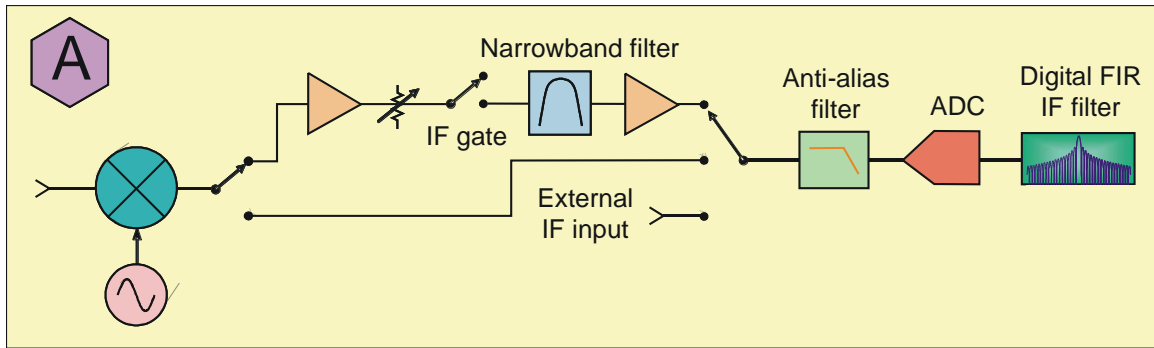 A
Narrowband filter
IF gate
External
IF input
Anti-alias
filter
ADC
Digital FIR
IF filter